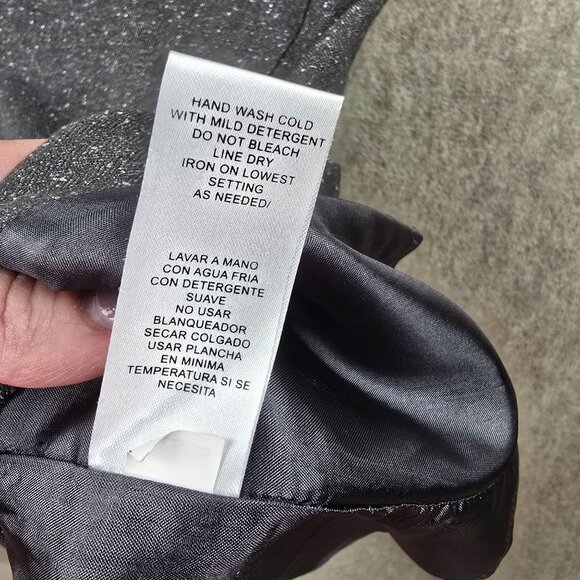 HAND WASH COLD
WITH MILD DETERGENT
DO NOT BLEACH
LINE DRY
IRON ON LOWEST
SETTING
AS NEEDED/
LAVAR A MANO
CON AGUA FRIA
CON DETERGENTE
SUAVE
NO USAR
BLANQUEADOR
SECAR COLGADO
USAR PLANCHA
EN MINIMA
TEMPERATURA SI SE
NECESITA